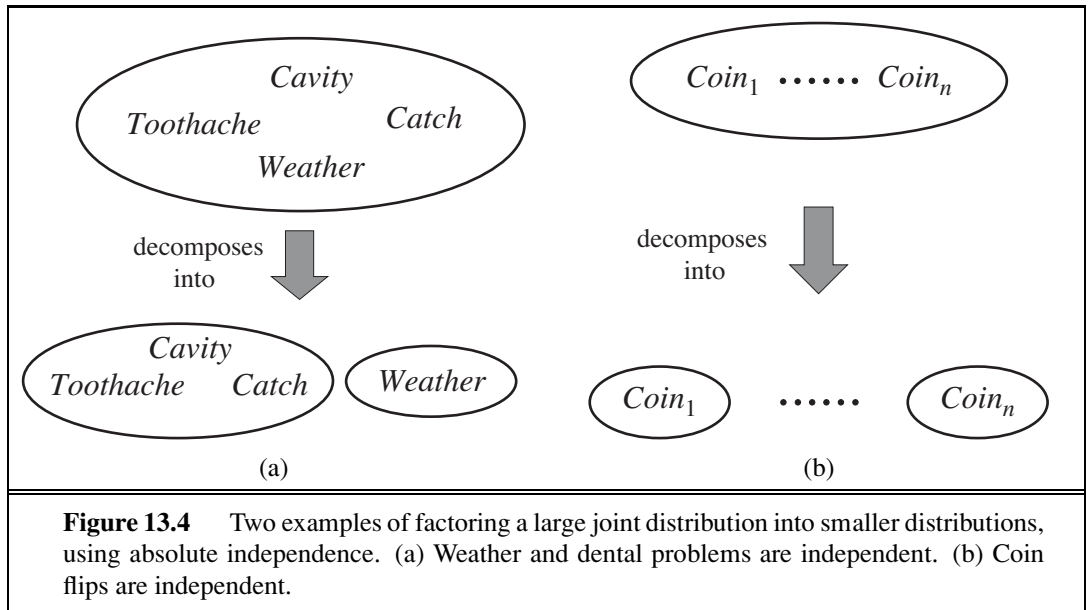 Cavity
Toothache Catch
Weather
decomposes
into
Cavity
Toothache Catch Weather
(a)
Coin₁ ...... Coinₙ
decomposes
into
Coin₁ ...... Coinₙ
(b)
Figure 13.4 Two examples of factoring a large joint distribution into smaller distributions,
using absolute independence. (a) Weather and dental problems are independent. (b) Coin
flips are independent.